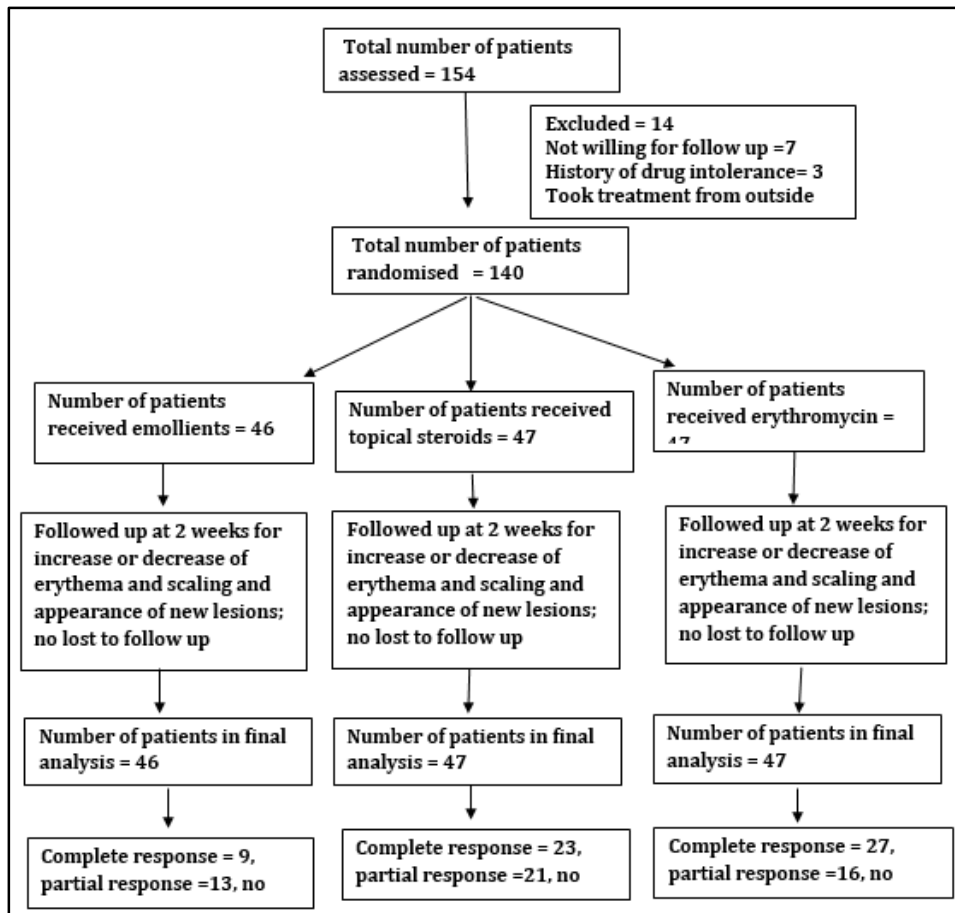 Total number of patients
assessed = 154
Excluded = 14
Not willing for follow up =7
History of drug intolerance= 3
Took treatment from outside
Total number of patients
randomised = 140
Number of patients
received emollients = 46
Number of patients received
topical steroids = 47
Number of patients
received erythromycin =
47
Followed up at 2 weeks for
increase or decrease of
erythema and scaling and
appearance of new lesions;
no lost to follow up
Followed up at 2 weeks for
increase or decrease of
erythema and scaling and
appearance of new lesions;
no lost to follow up
Followed up at 2 weeks for
increase or decrease of
erythema and scaling and
appearance of new lesions;
no lost to follow up
Number of patients in final
analysis = 46
Number of patients in final
analysis = 47
Number of patients in final
analysis = 47
Complete response = 9,
partial response =13, no
Complete response = 23,
partial response =21, no
Complete response = 27,
partial response =16, no